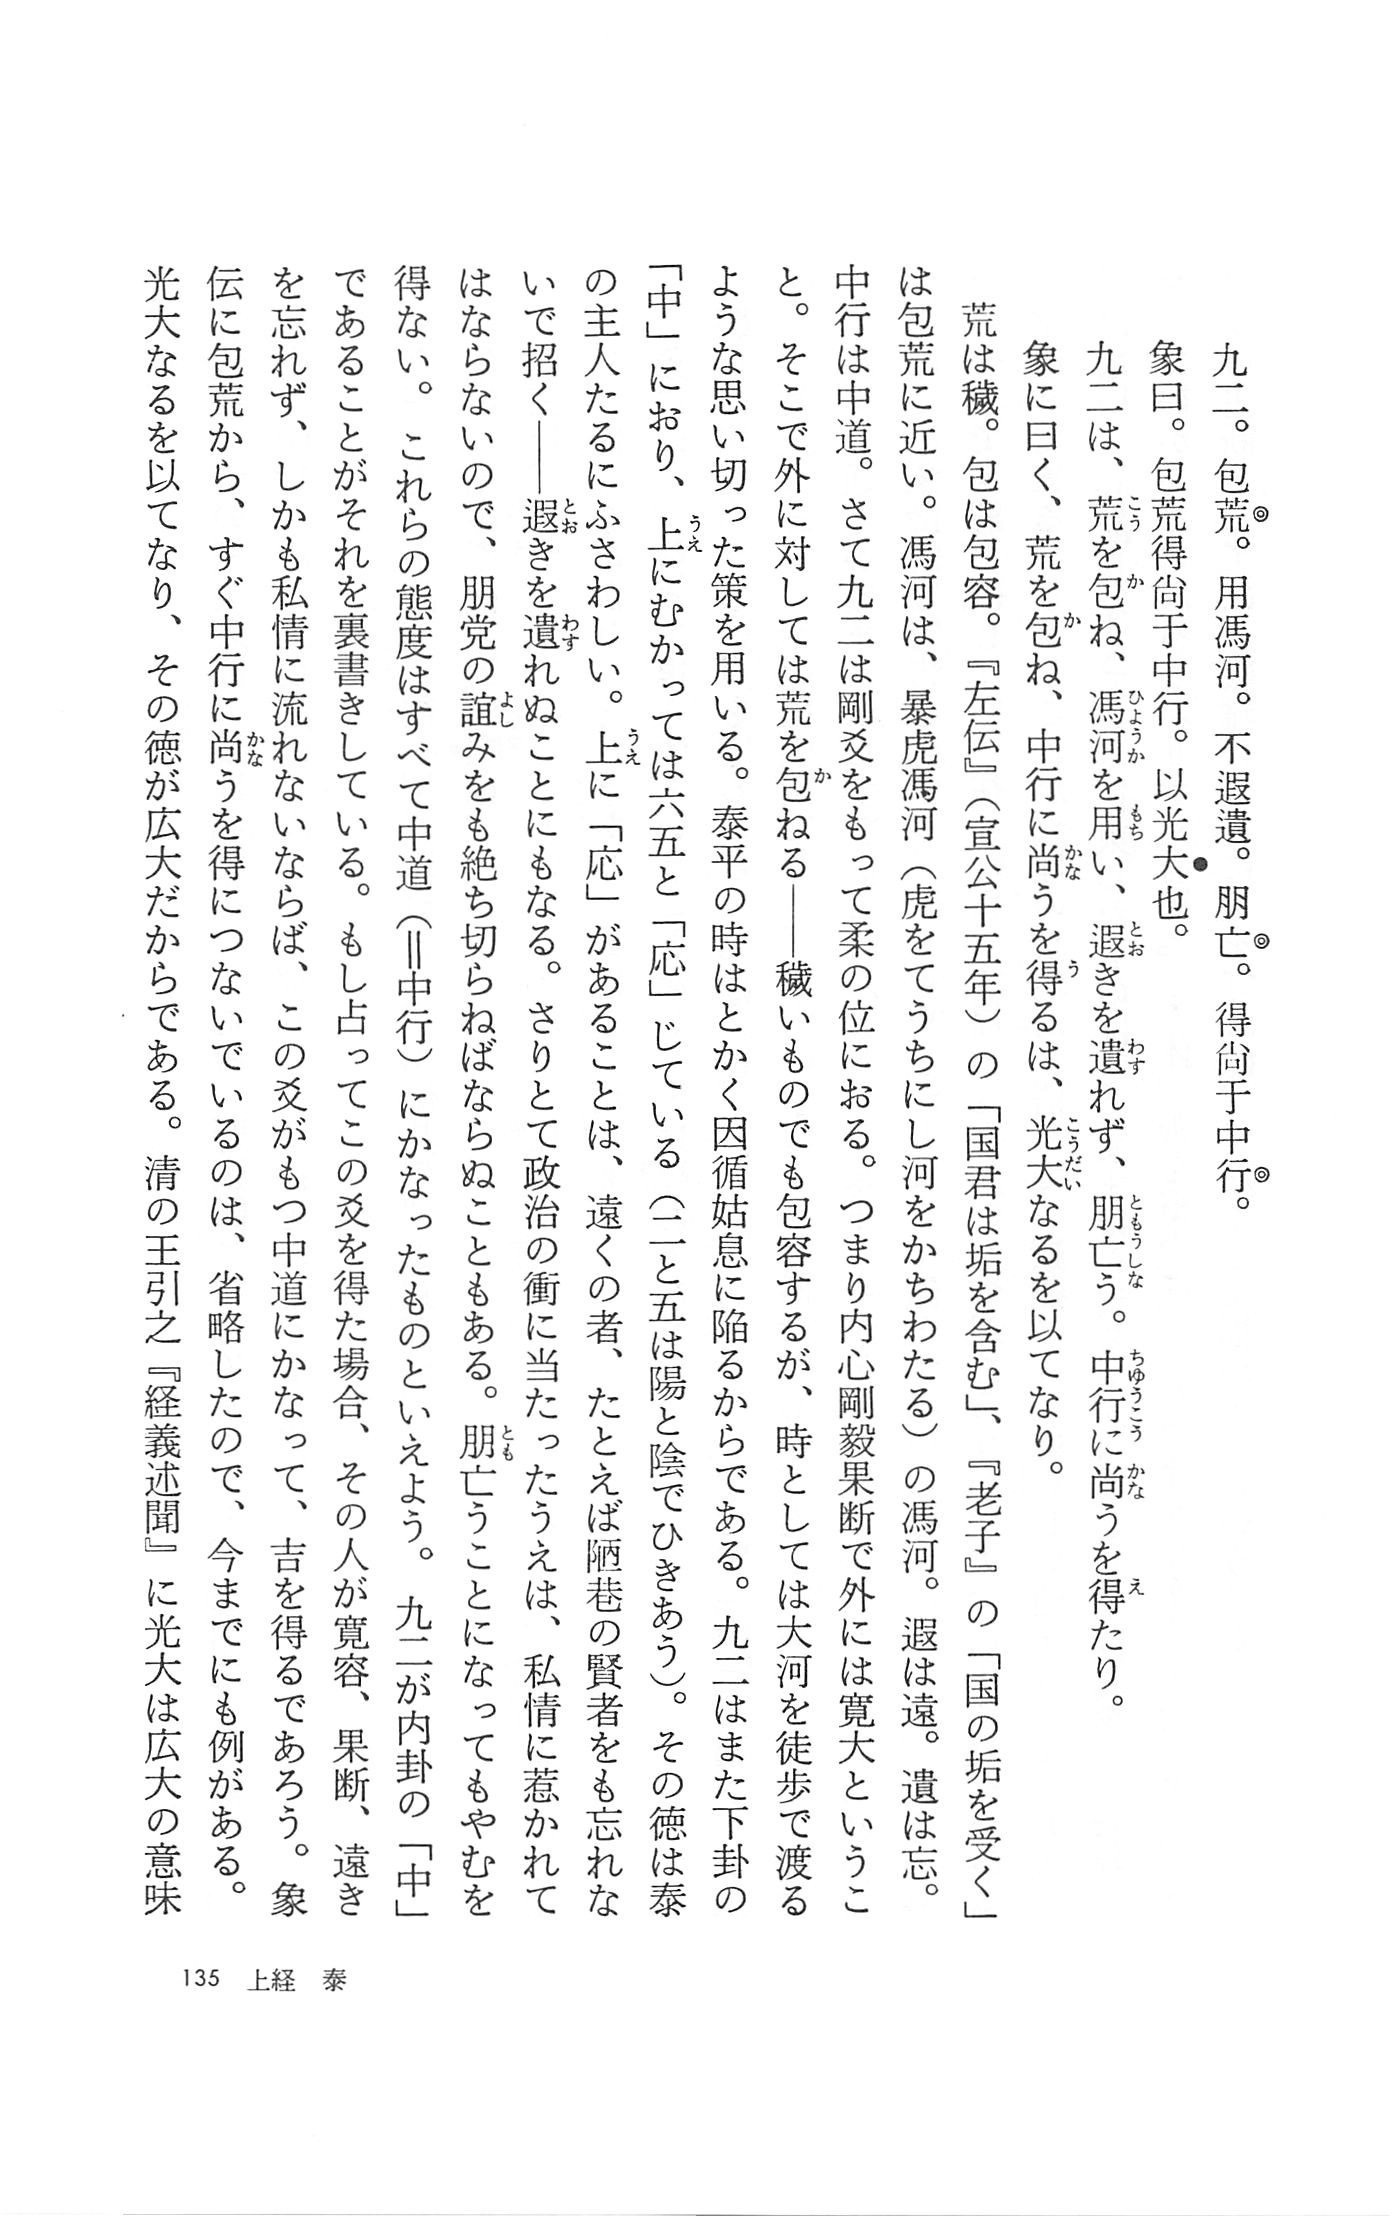 九二。包荒。用馮河。不遐遺。朋亡。得尚于中行。
象曰。包荒得尚于中行。以光大也。
九二は、荒を包ね、馮河を用い、遐きを遺れず、朋亡う。中行に尚うを得たり。
象に曰く、荒を包ね、中行に尚うを得るは、光大なるを以てなり。
荒は穢。包は包容。『左伝』（宣公十五年）の「国君は垢を含む」、『老子』の「国の垢を受く」
は包荒に近い。馮河は、暴虎馮河（虎をてうちにし河をかちわたる）の馮河。遐は遠。遺は忘。
中行は中道。さて九二は剛爻をもって柔の位におる。つまり内心剛毅果断で外には寛大というこ
と。そこで外に対しては荒を包ねる――穢いものでも包容するが、時としては大河を徒歩で渡る
ような思い切った策を用いる。泰平の時はとかく因循姑息に陥るからである。九二はまた下卦の
「中」におり、上にむかっては六五と「応」じている（二と五は陽と陰でひきあう）。その徳は泰
の主人たるにふさわしい。上に「応」があることは、遠くの者、たとえば陋巷の賢者をも忘れな
いで招く――遐きを遺れぬことにもなる。さりとて政治の衝に当たったうえは、私情に惹かれて
はならないので、朋党の誼みをも絶ち切らねばならぬこともある。朋亡うことになってもやむを
得ない。これらの態度はすべて中道（＝中行）にかなったものといえよう。九二が内卦の「中」
であることがそれを裏書きしている。もし占ってこの爻を得た場合、その人が寛容、果断、遠き
を忘れず、しかも私情に流れないならば、この爻がもつ中道にかなって、吉を得るであろう。象
伝に包荒から、すぐ中行に尚うを得につないでいるのは、省略したので、今までにも例がある。
光大なるを以てなり、その徳が広大だからである。清の王引之『経義述聞』に光大は広大の意味
135 上経 泰